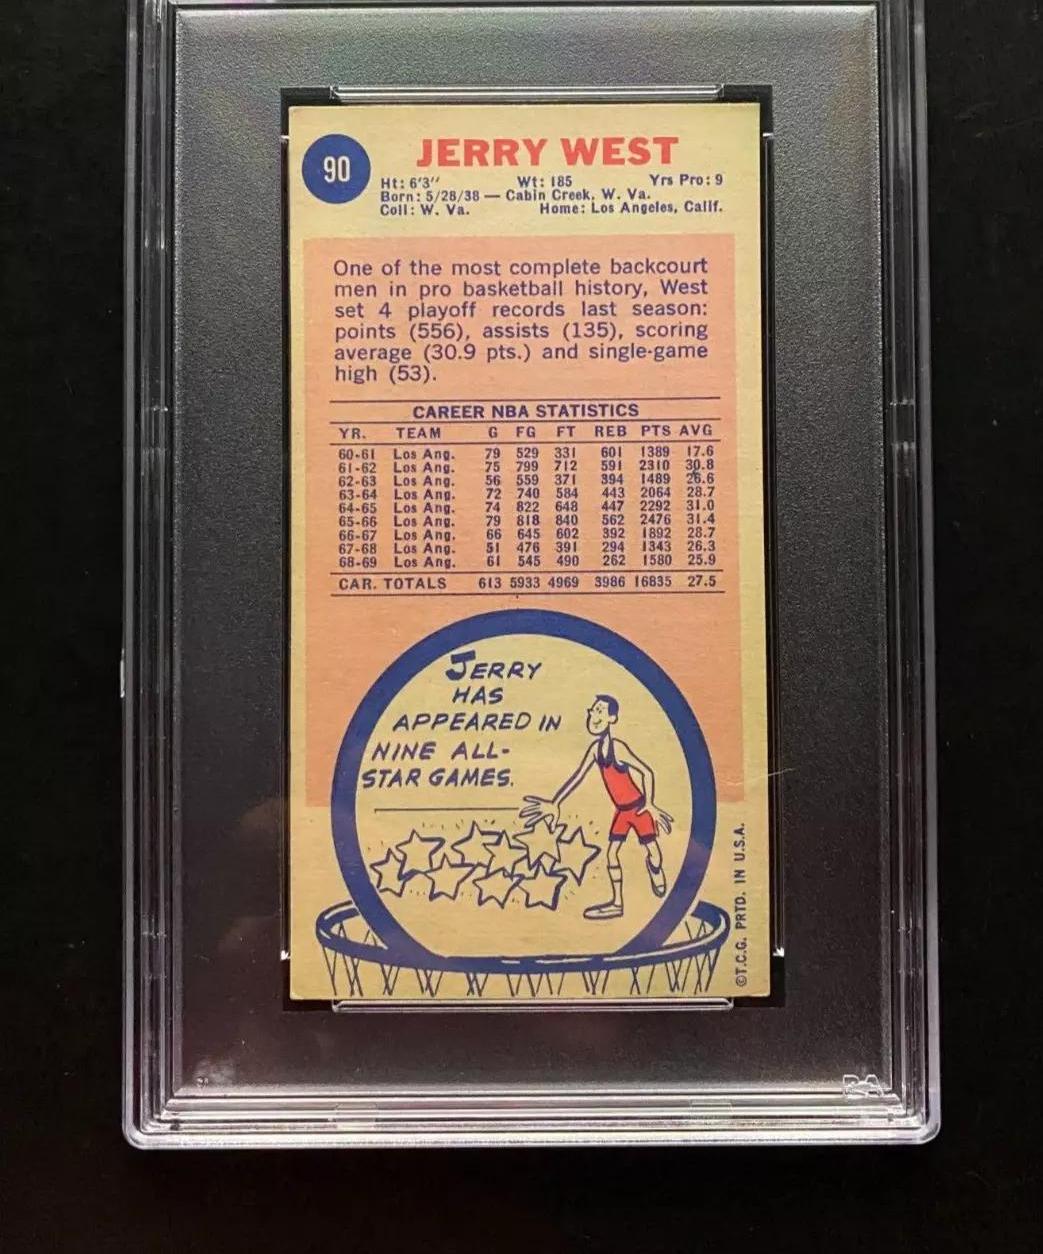 90
JERRY WEST
Ht: 6'3" Wt: 185 Yrs Pro: 9
Born: 5/28/38 — Cabin Creek, W. Va.
Coll: W. Va. Home: Los Angeles, Calif.
One of the most complete backcourt
men in pro basketball history, West
set 4 playoff records last season:
points (556), assists (135), scoring
average (30.9 pts.) and single-game
high (53).
CAREER NBA STATISTICS
YR. TEAM G FG FT REB PTS AVG
60-61 Los Ang. 79 529 331 601 1389 17.6
61-62 Los Ang. 75 799 712 591 2310 30.8
62-63 Los Ang. 56 559 371 394 1489 26.6
63-64 Los Ang. 72 740 584 443 2064 28.7
64-65 Los Ang. 74 822 648 447 2292 31.0
65-66 Los Ang. 79 818 840 562 2476 31.4
66-67 Los Ang. 66 645 602 392 1892 28.7
67-68 Los Ang. 51 476 391 294 1343 26.3
68-69 Los Ang. 61 545 490 262 1580 25.9
CAR. TOTALS 613 5933 4969 3986 16835 27.5
JERRY
HAS
APPEARED IN
NINE ALL-
STAR GAMES.
©T.C.G. PRTD. IN U.S.A.